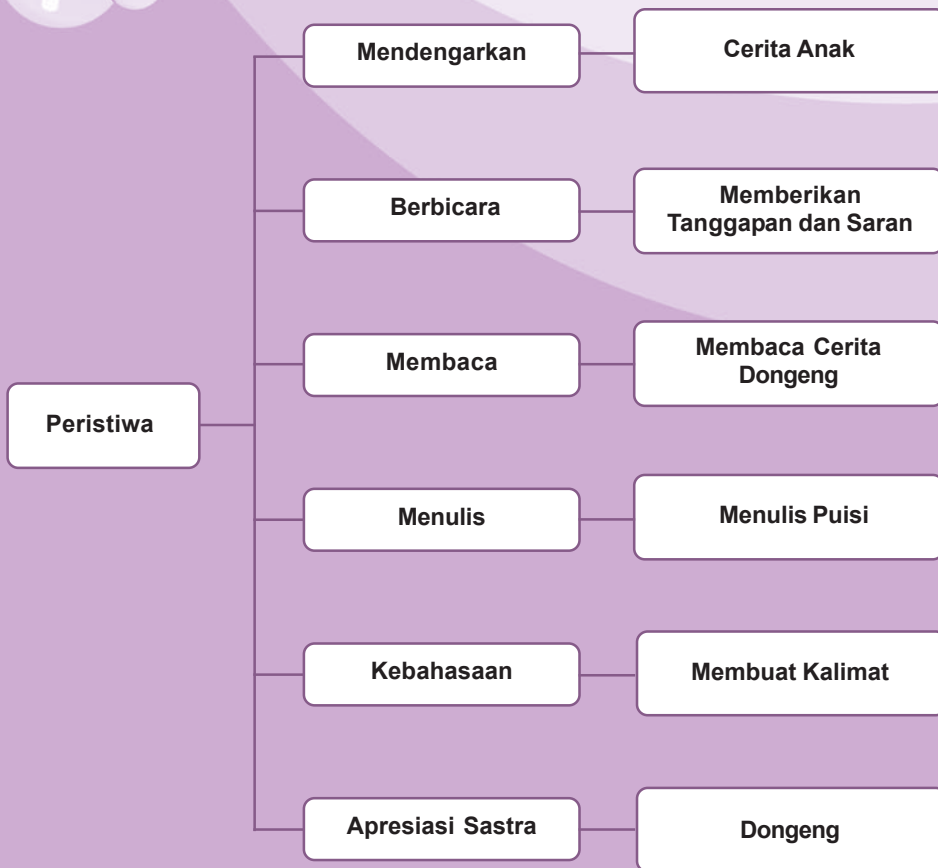 Mendengarkan
Cerita Anak
Berbicara
Memberikan
Tanggapan dan Saran
Membaca
Membaca Cerita
Dongeng
Peristiwa
Menulis
Menulis Puisi
Kebahasaan
Membuat Kalimat
Apresiasi Sastra
Dongeng